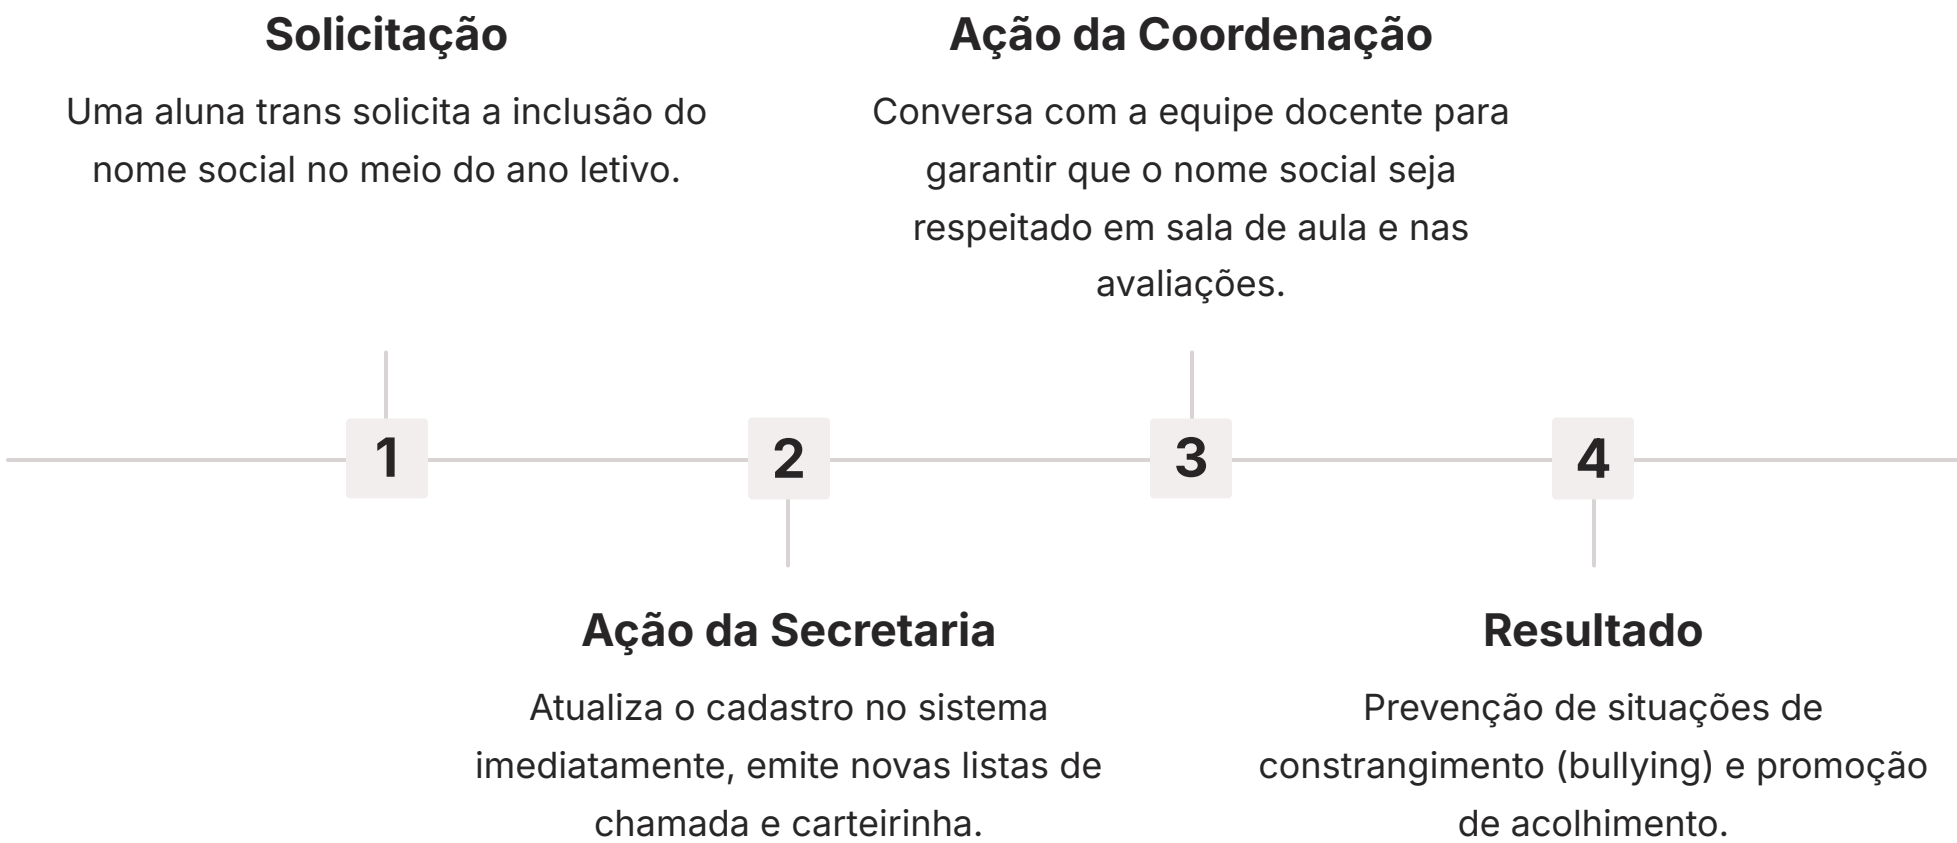 Solicitação
Uma aluna trans solicita a inclusão do
nome social no meio do ano letivo.
Ação da Coordenação
Conversa com a equipe docente para
garantir que o nome social seja
respeitado em sala de aula e nas
avaliações.
1
2
3
4
Ação da Secretaria
Atualiza o cadastro no sistema
imediatamente, emite novas listas de
chamada e carteirinha.
Resultado
Prevenção de situações de
constrangimento (bullying) e promoção
de acolhimento.